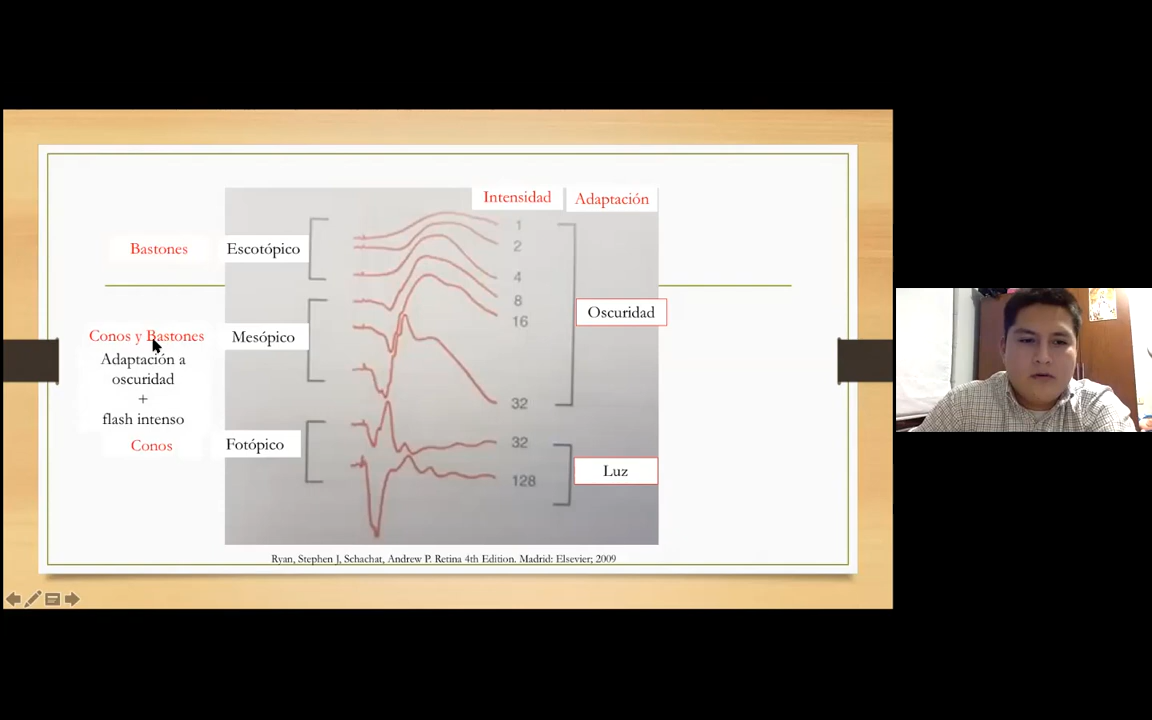 Intensidad Adaptación
1
Bastones Escotópico
2
4
8
Oscuridad
16
Conos y Bastones Mesópico
Adaptación a
oscuridad
+
flash intenso
32
Conos Fotópico
32
Luz
128
Ryan, Stephen J, Schachat, Andrew P. Retina 4th Edition. Madrid: Elsevier; 2009